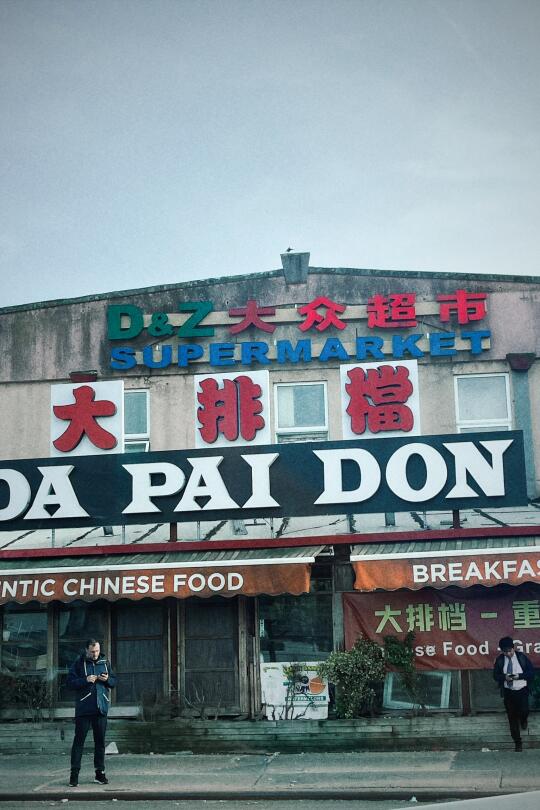 D&Z 大众超市
SUPERMARKET
大排檔
DA PAI DON
NTIC CHINESE FOOD
BREAKFAS
大排档 - 重
se Food